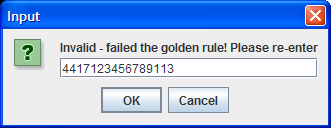 Input
Invalid - failed the golden rule! Please re-enter
4417123456789113
OK
Cancel